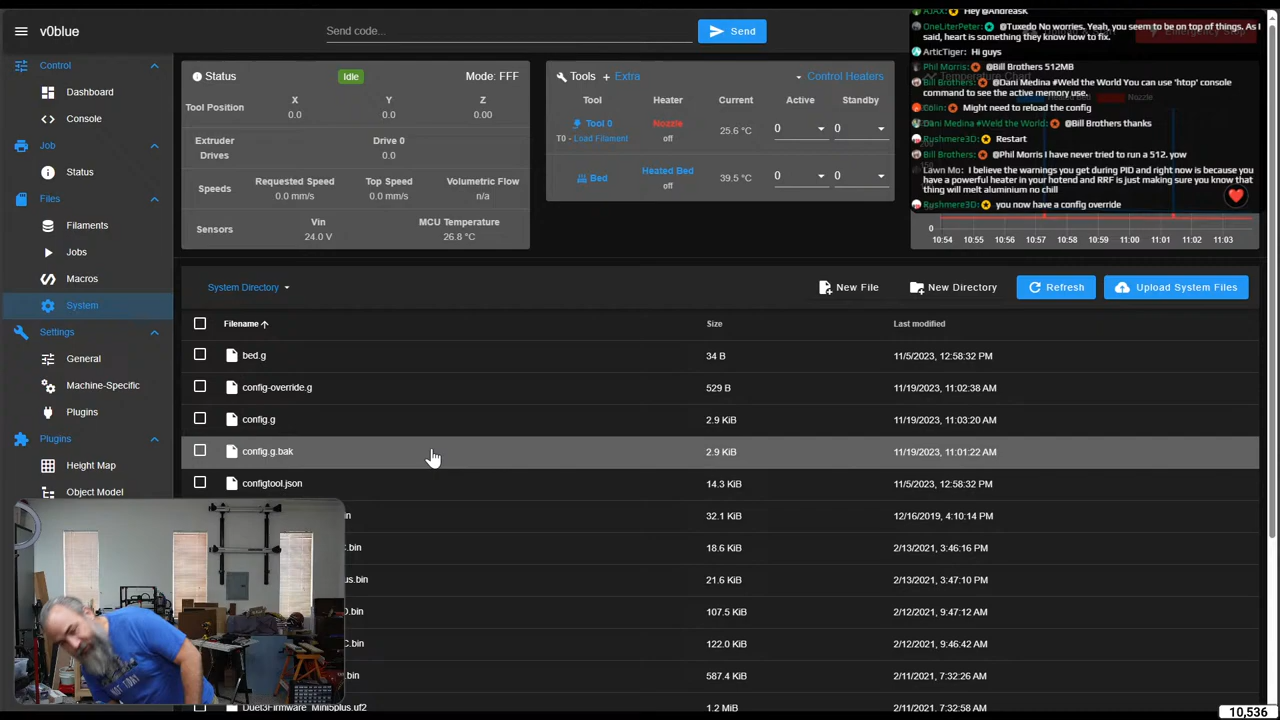 v0blue
Send code...
Send
Control
Dashboard
Console
Job
Status
Files
Filaments
Jobs
Macros
System
Settings
General
Machine-Specific
Plugins
Plugins
Height Map
Object Model
Status
Idle
Mode: FFF
Tool Position
X
Y
Z
0.0
0.0
0.00
Extruder
Drives
Drive 0
0.0
Speeds
Requested Speed
Top Speed
Volumetric Flow
0.0 mm/s
0.0 mm/s
n/a
Sensors
Vin
MCU Temperature
24.0 V
26.8 °C
Tools + Extra
Control Heaters
Tool
Heater
Current
Active
Standby
Tool 0
T0 - Load Filament
Nozzle
off
25.6 °C
0
0
Bed
Heated Bed
off
39.5 °C
0
0
AJAX: Hey @AndreasK
OneLiterPeter: @Tuxedo No worries. Yeah, you seem to be on top of things. As I
said, heart is something they know how to fix.
ArticTiger: Hi guys
Phil Morris: @Bill Brothers 512MB
Bill Brothers: @Dani Medina #Weld the World You can use 'htop' console
command to see the active memory use.
Colin: Might need to reload the config
Dani Medina #Weld the World: @Bill Brothers thanks
Rushmere3D: Restart
Bill Brothers: @Phil Morris I have never tried to run a 512. yow
Lawn Mo: I believe the warnings you get during PID and right now is because you
have a powerful heater in your hotend and RRF is just making sure you know that
thing will melt aluminium no chill
Rushmere3D: you now have a config override
Emergency Stop
Temperature Chart
Nozzle
0
10:54 10:55 10:56 10:57 10:58 10:59 11:00 11:01 11:02 11:03
System Directory
New File
New Directory
Refresh
Upload System Files
Filename
Size
Last modified
bed.g
34 B
11/5/2023, 12:58:32 PM
config-override.g
529 B
11/19/2023, 11:02:38 AM
config.g
2.9 KiB
11/19/2023, 11:03:20 AM
config.g.bak
2.9 KiB
11/19/2023, 11:01:22 AM
configtool.json
14.3 KiB
11/5/2023, 12:58:32 PM
in
32.1 KiB
12/16/2019, 4:10:14 PM
C.bin
18.6 KiB
2/13/2021, 3:46:16 PM
us.bin
21.6 KiB
2/13/2021, 3:47:10 PM
D.bin
107.5 KiB
2/12/2021, 9:47:12 AM
C.bin
122.0 KiB
2/12/2021, 9:46:42 AM
.bin
587.4 KiB
2/11/2021, 7:32:26 AM
Duet3Firmware_Mini5plus.uf2
1.2 MiB
2/11/2021, 7:32:58 AM
10,536